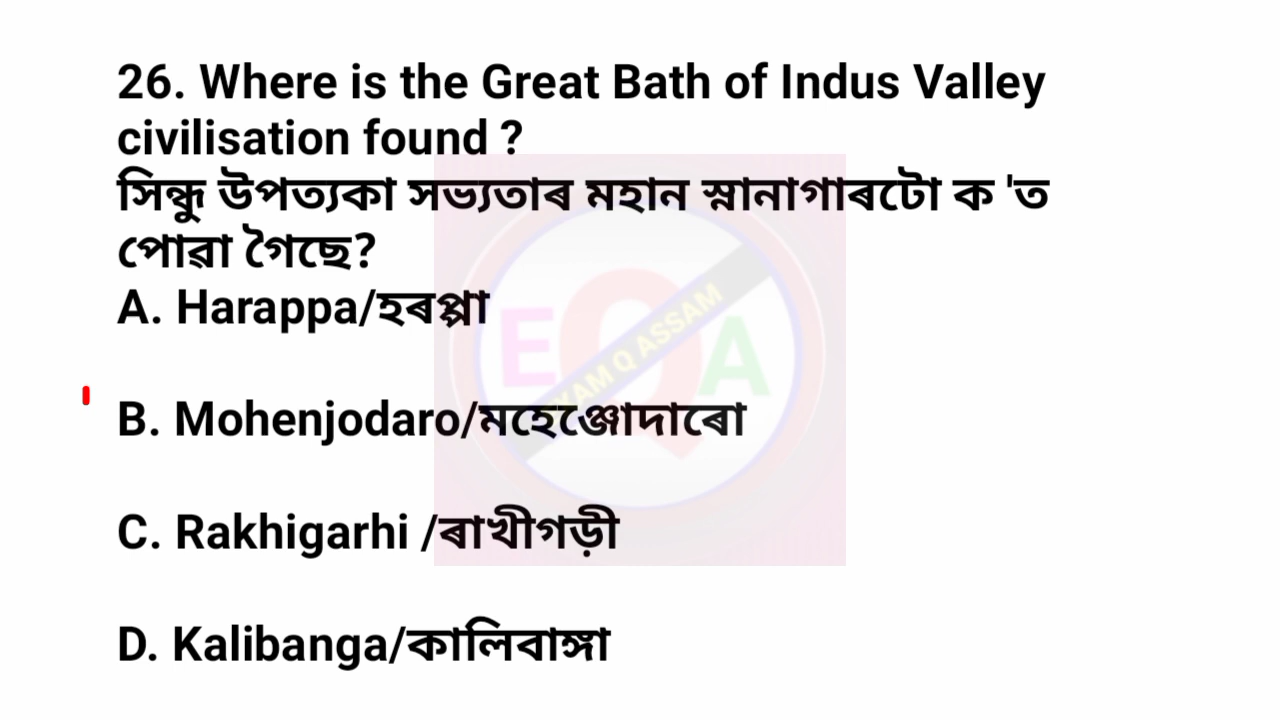 26. Where is the Great Bath of Indus Valley
civilisation found ?
সিন্ধু উপত্যকা সভ্যতাৰ মহান স্নানাগাৰটো ক 'ত
পোৱা গৈছে?
A. Harappa/হৰপ্পা
B. Mohenjodaro/মহেঞ্জোদাৰো
C. Rakhigarhi /ৰাখীগড়ী
D. Kalibanga/কালিবাঙ্গা
E Q A
EXAM Q ASSAM